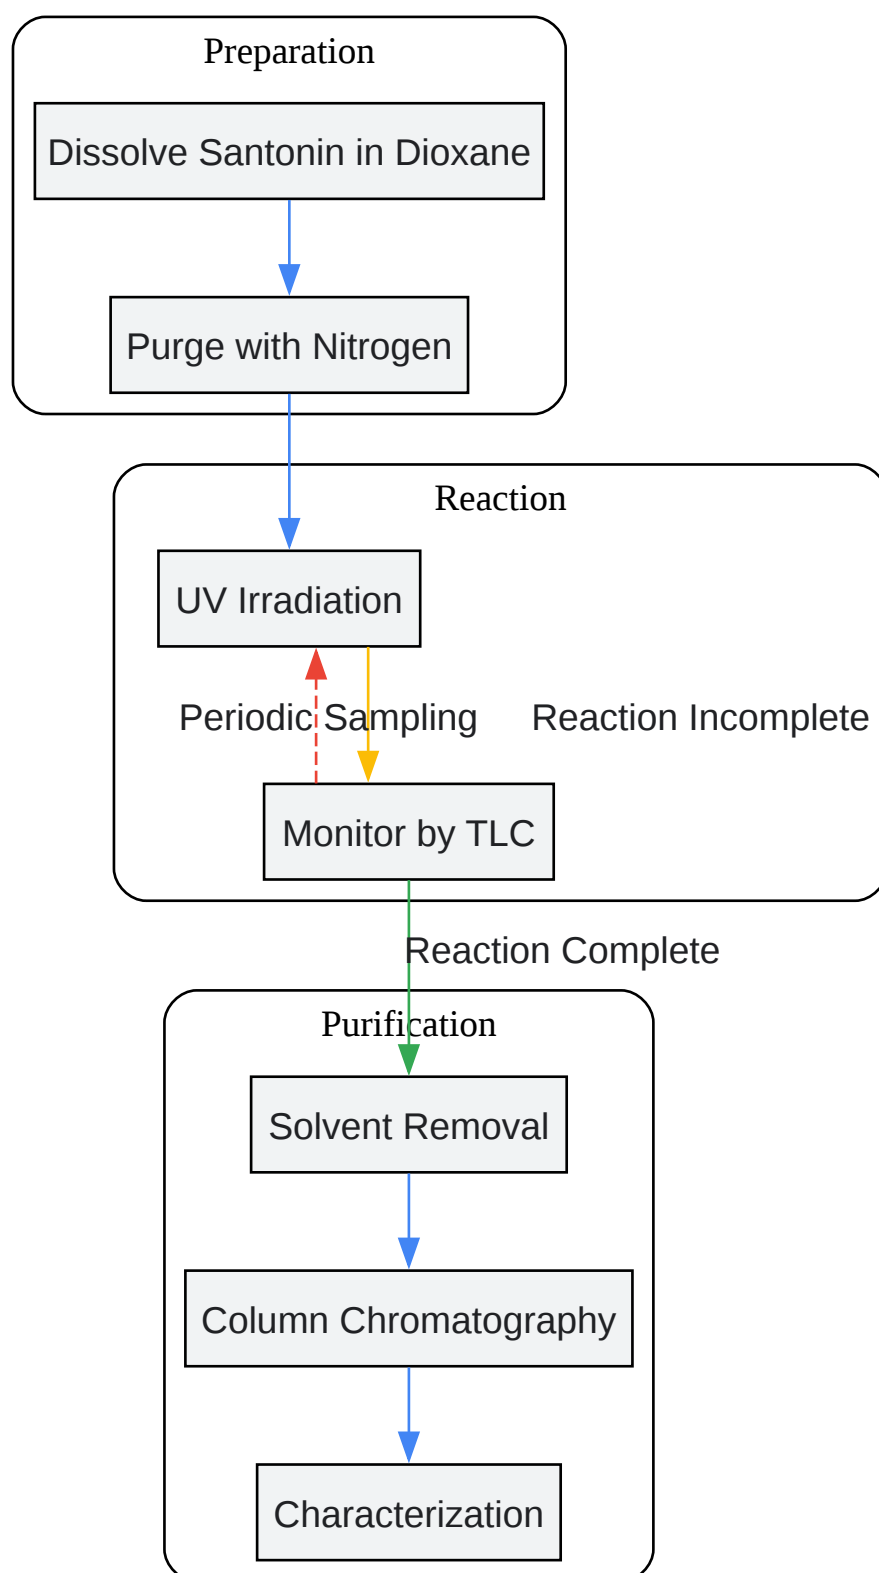 Preparation
Dissolve Santonin in Dioxane
Purge with Nitrogen
Reaction
UV Irradiation
Periodic Sampling
Reaction Incomplete
Monitor by TLC
Reaction Complete
Purification
Solvent Removal
Column Chromatography
Characterization